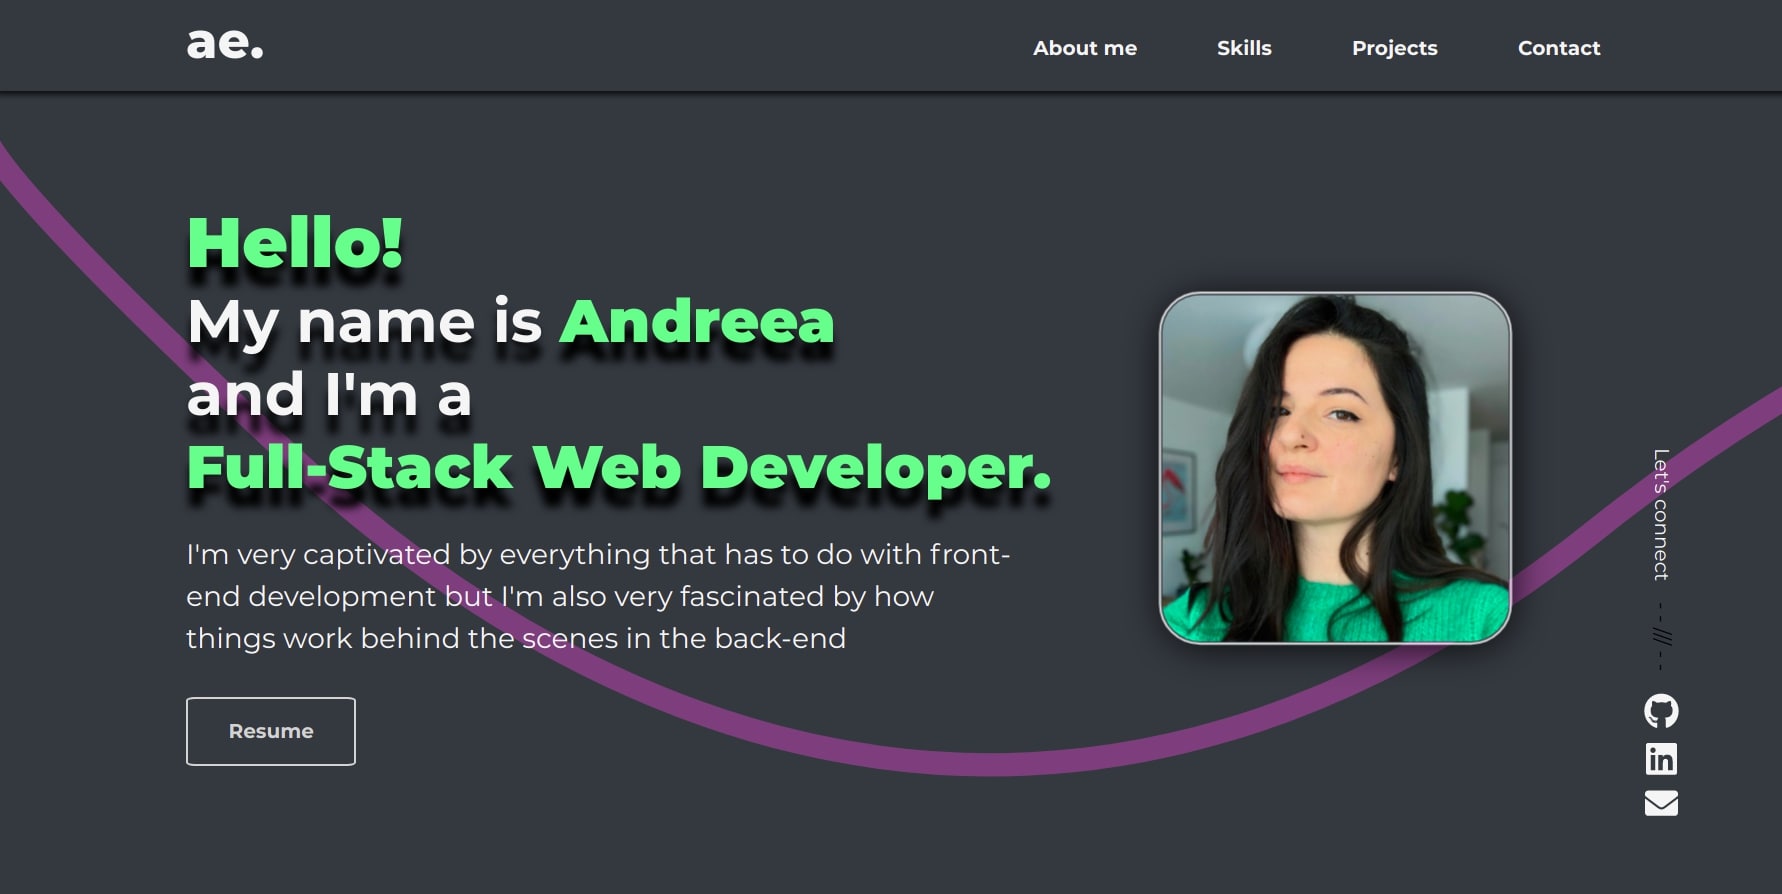 ae.
About me
Skills
Projects
Contact
Hello!
My name is Andreea
and I'm a
Full-Stack Web Developer.
I'm very captivated by everything that has to do with front-
end development but I'm also very fascinated by how
things work behind the scenes in the back-end
Resume
Let's connect
- - //// - -
in